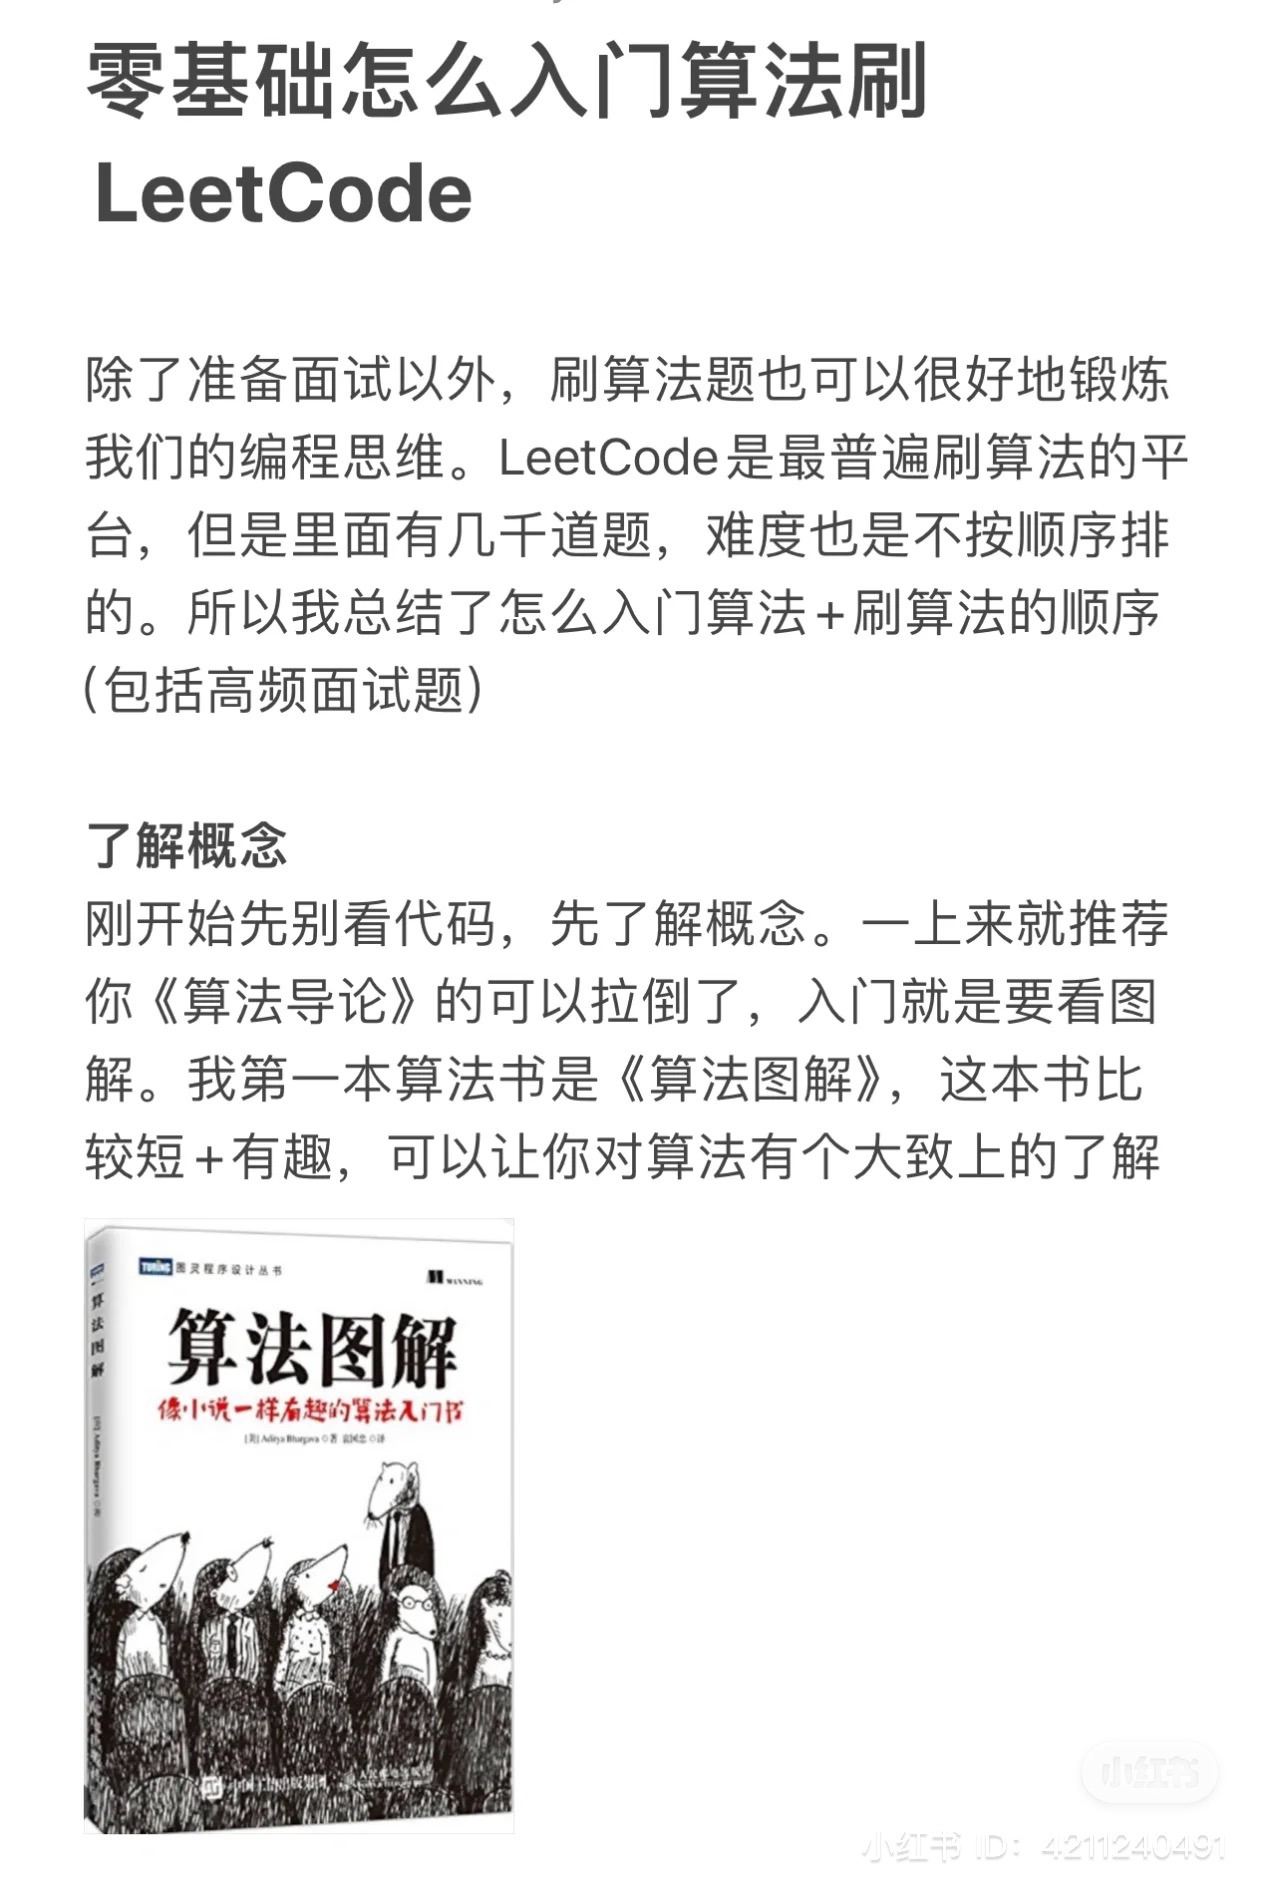 零基础怎么入门算法刷
LeetCode
除了准备面试以外，刷算法题也可以很好地锻炼
我们的编程思维。LeetCode是最普遍刷算法的平
台，但是里面有几千道题，难度也是不按顺序排
的。所以我总结了怎么入门算法+刷算法的顺序
(包括高频面试题)
了解概念
刚开始先别看代码，先了解概念。一上来就推荐
你《算法导论》的可以拉倒了，入门就是要看图
解。我第一本算法书是《算法图解》，这本书比
较短+有趣，可以让你对算法有个大致上的了解
TURING 图灵程序设计丛书
MANNING
算法图解
像小说一样有趣的算法入门书
[美] Aditya Bhargava ◎著 袁国忠 ◎译
算法图解
[美] Aditya Bhargava ◎著
小红书
小红书 ID: 4211240491